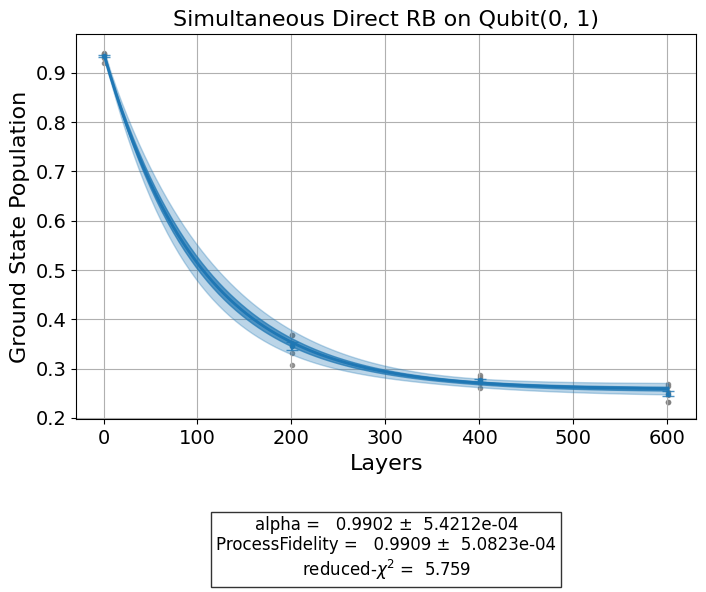 Simultaneous Direct RB on Qubit(0, 1)
Ground State Population
0.9
0.8
0.7
0.6
0.5
0.4
0.3
0.2
0 100 200 300 400 500 600
Layers
alpha = 0.9902 ± 5.4212e-04
ProcessFidelity = 0.9909 ± 5.0823e-04
reduced-χ² = 5.759